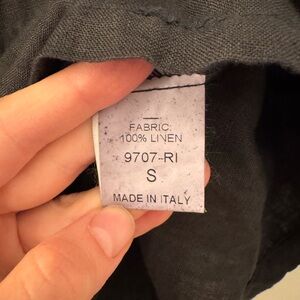 FABRIC:
100% LINEN
9707-RI
S
MADE IN ITALY